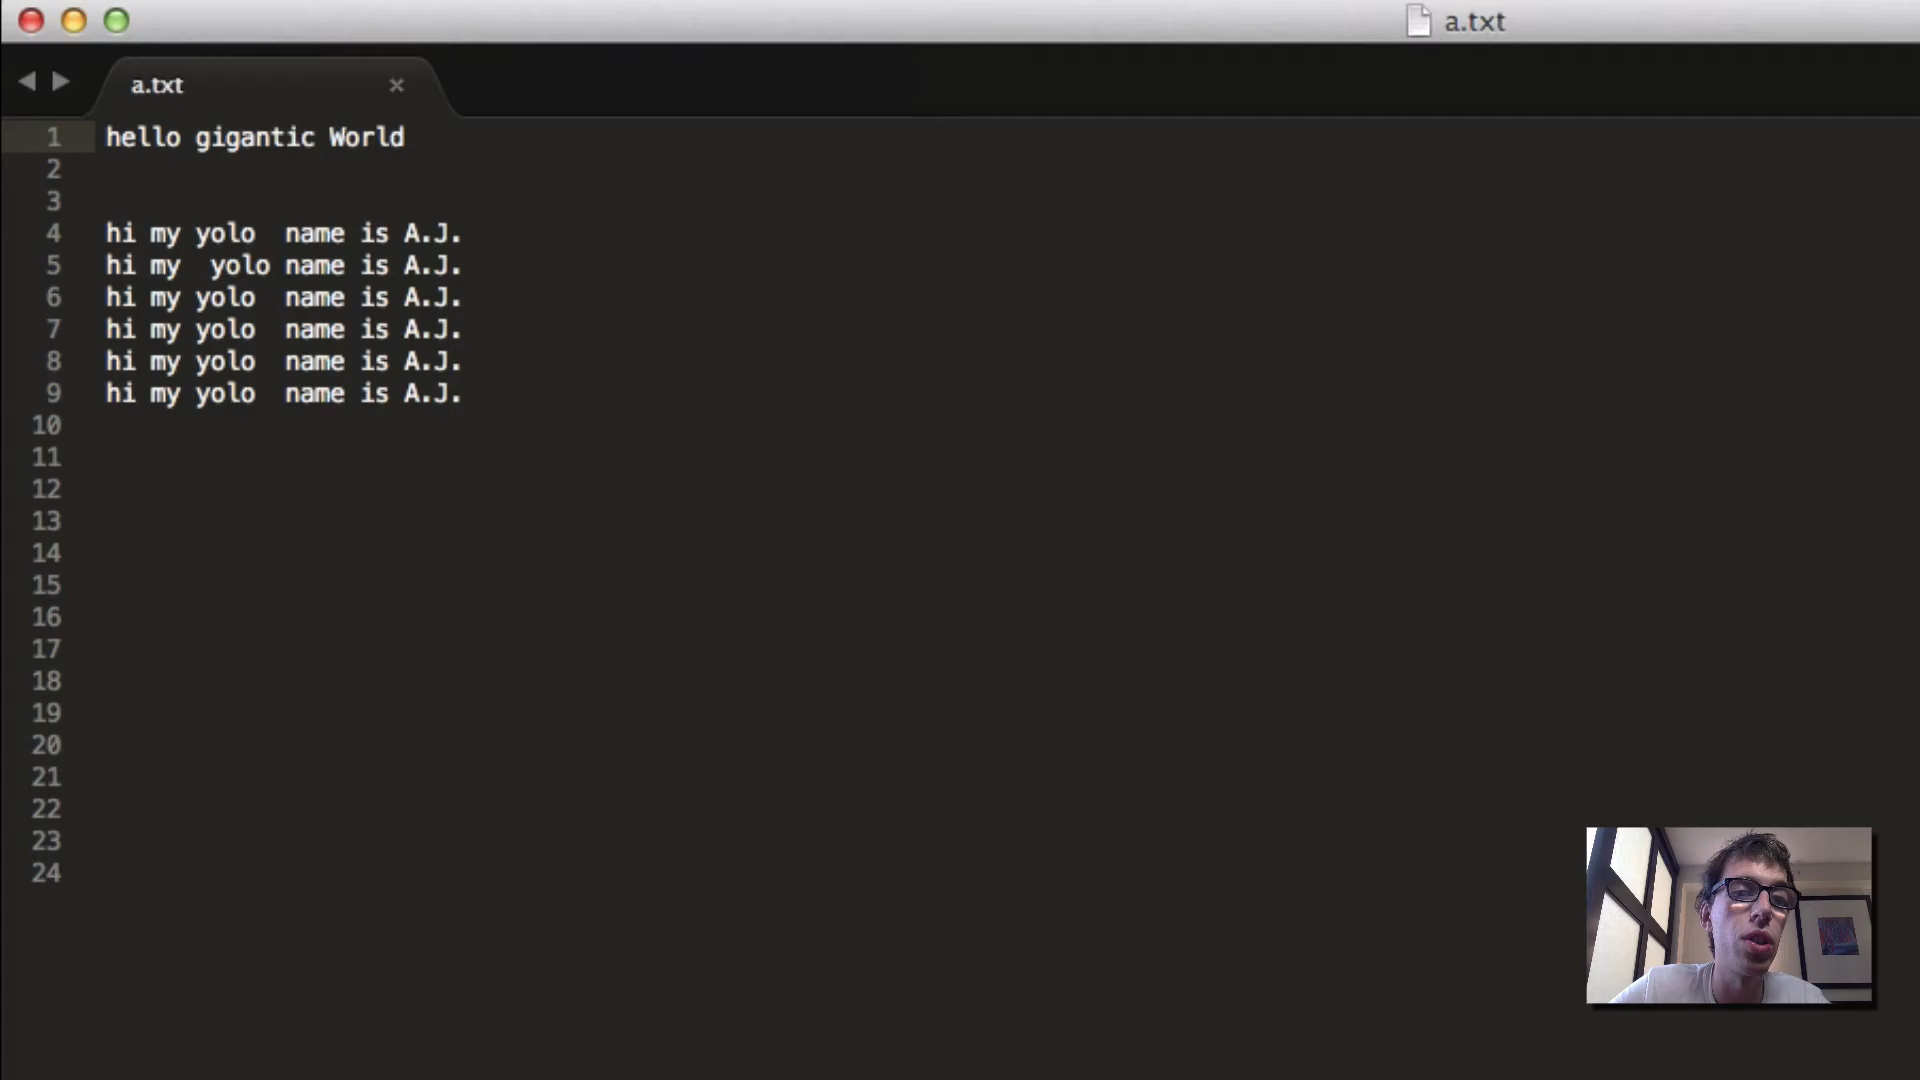 a.txt
a.txt
1 hello gigantic World
2
3
4 hi my yolo  name is A.J.
5 hi my  yolo name is A.J.
6 hi my yolo  name is A.J.
7 hi my yolo  name is A.J.
8 hi my yolo  name is A.J.
9 hi my yolo  name is A.J.
10
11
12
13
14
15
16
17
18
19
20
21
22
23
24